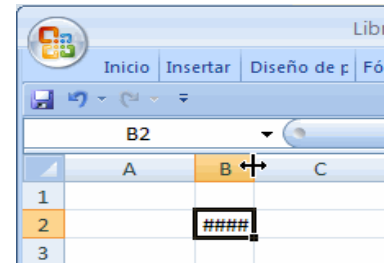 Libr
Inicio Insertar Diseño de p Fó
B2
A B C
1
2 ####
3